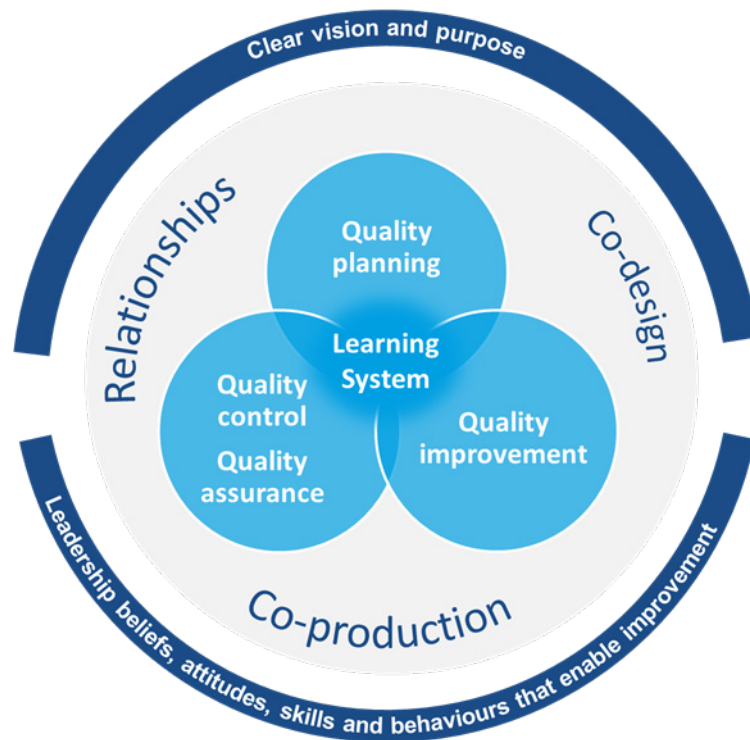 Clear vision and purpose
Relationships
Co-design
Quality
planning
Learning
System
Quality
control
Quality
assurance
Quality
improvement
Co-production
Leadership beliefs, attitudes, skills and behaviours that enable improvement